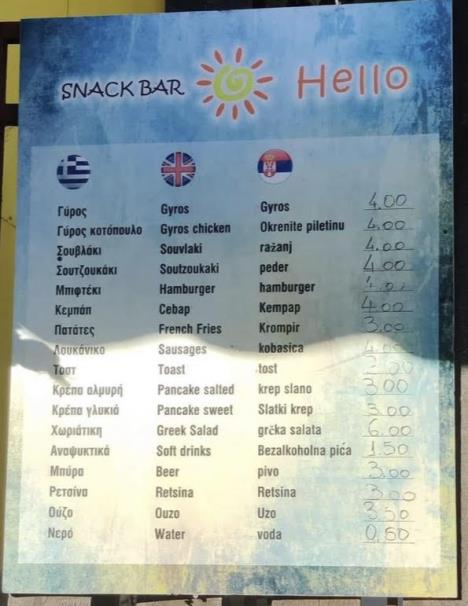 SNACK BAR Hello
Γύρος Gyros Gyros 4.00
Γύρος κοτόπουλο Gyros chicken Okrenite piletinu 4.00
Σουβλάκι Souvlaki ražanj 4.00
Σουτζουκάκι Soutzoukaki peder 4.00
Μπιφτέκι Hamburger hamburger
Κεμπάπ Cebap Kempap 4.00
Πατάτες French Fries Krompir 3.00
Λουκάνικο Sausages kobasica 4.00
Τοστ Toast tost
Κρέπα αλμυρή Pancake salted krep slano 3.00
Κρέπα γλυκιά Pancake sweet Slatki krep 3.00
Χωριάτικη Greek Salad grčka salata 6.00
Αναψυκτικά Soft drinks Bezalkoholna pića 1.50
Μπύρα Beer pivo 3.00
Ρετσίνα Retsina Retsina 3.00
Ούζο Ouzo Uzo 3.50
Νερό Water voda 0,60